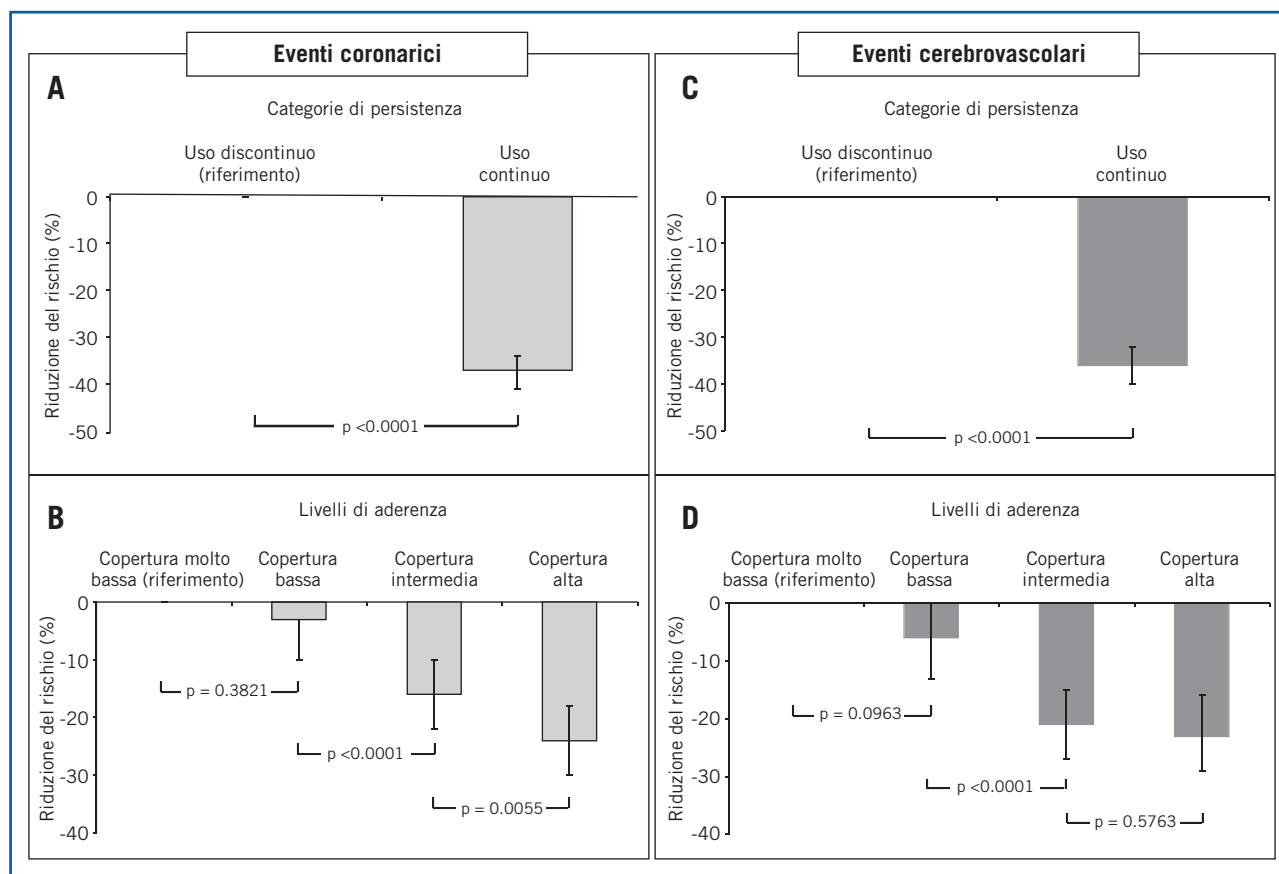 Eventi coronarici
A
Categorie di persistenza
Uso discontinuo
(riferimento)
Uso
continuo
Riduzione del rischio (%)
0
-10
-20
-30
-40
-50
p <0.0001
B
Livelli di aderenza
Copertura molto
bassa (riferimento)
Copertura
bassa
Copertura
intermedia
Copertura
alta
Riduzione del rischio (%)
0
-10
-20
-30
-40
p = 0.3821
p <0.0001
p = 0.0055
Eventi cerebrovascolari
C
Categorie di persistenza
Uso discontinuo
(riferimento)
Uso
continuo
Riduzione del rischio (%)
0
-10
-20
-30
-40
-50
p <0.0001
D
Livelli di aderenza
Copertura molto
bassa (riferimento)
Copertura
bassa
Copertura
intermedia
Copertura
alta
Riduzione del rischio (%)
0
-10
-20
-30
-40
p = 0.0963
p <0.0001
p = 0.5763